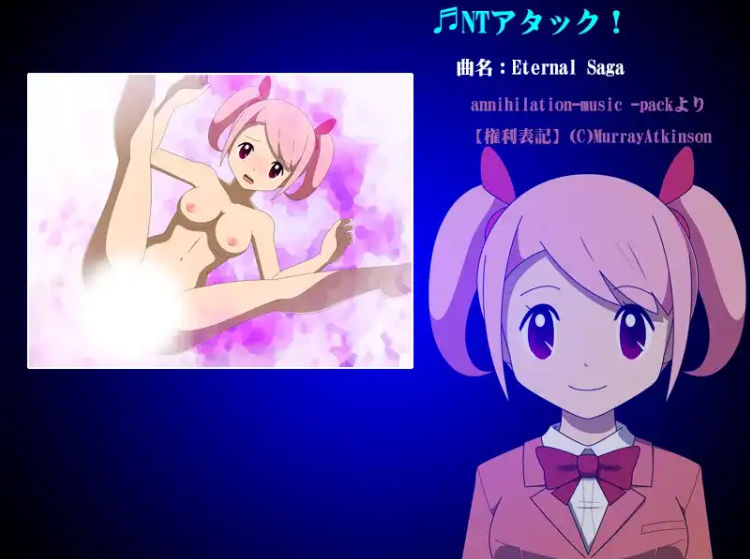 ♬NTアタック！
曲名：Eternal Saga
annihilation-music -packより
【権利表記】(C)MurrayAtkinson